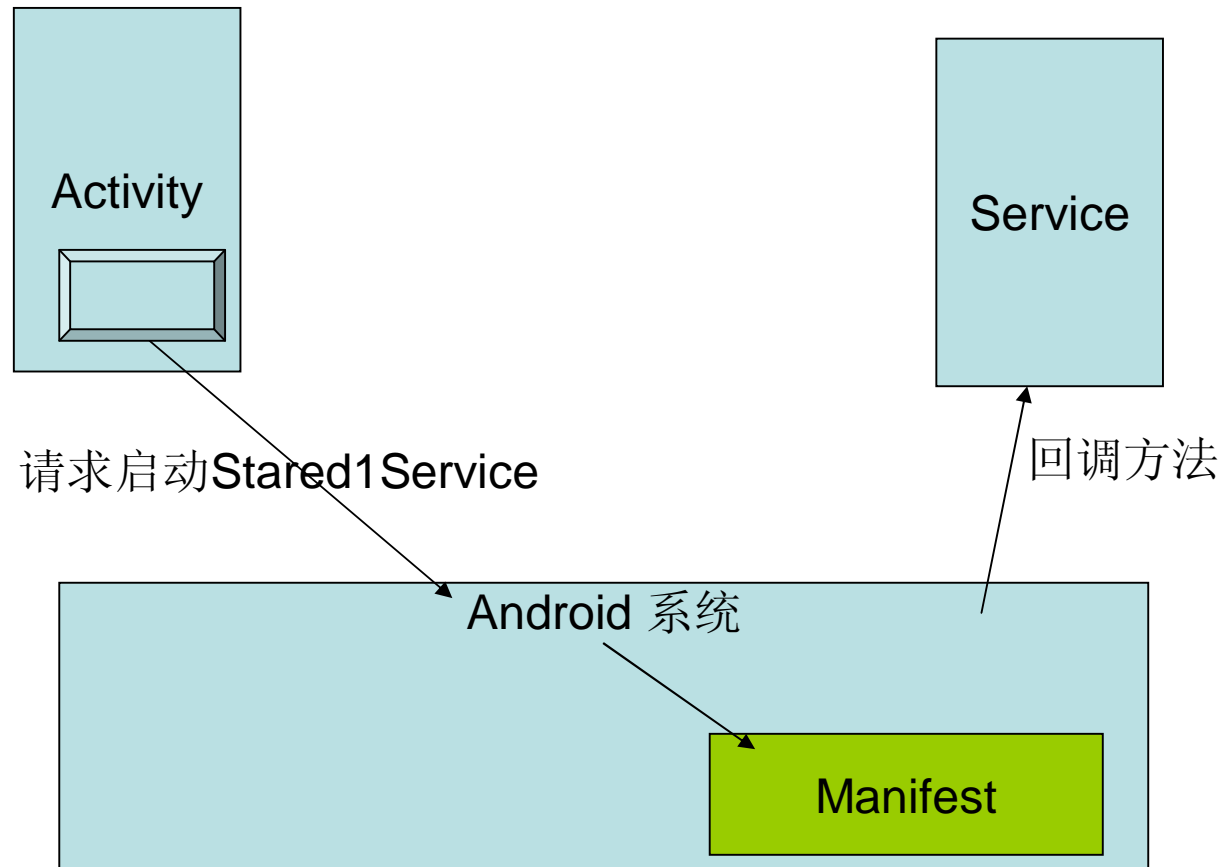 Activity
Service
请求启动Stared1Service
回调方法
Android 系统
Manifest